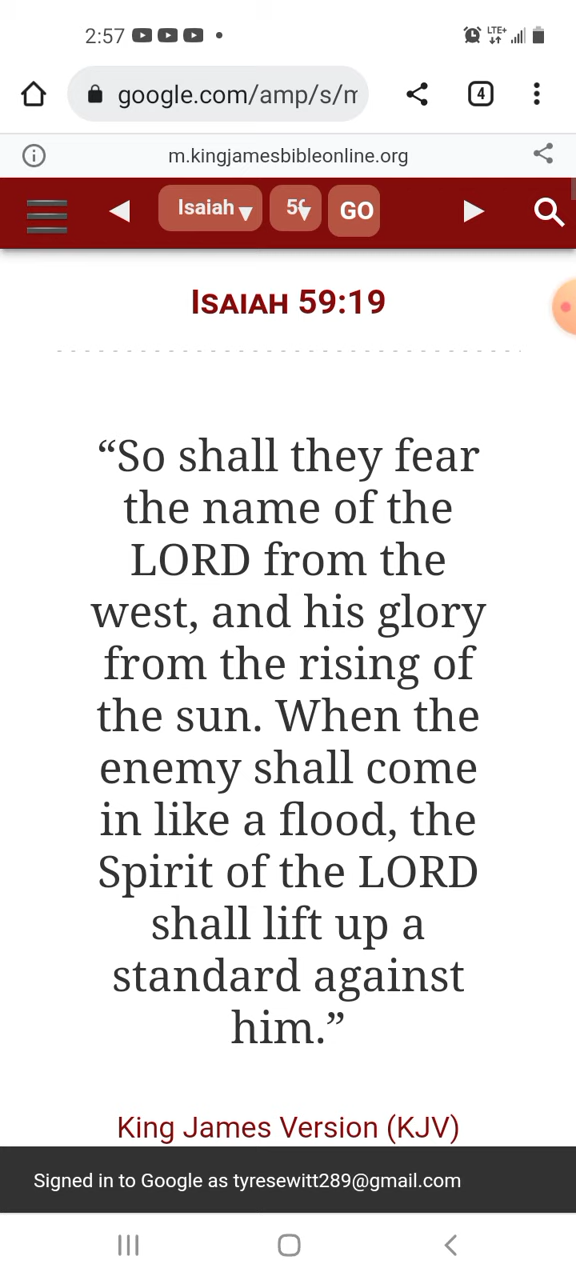 2:57
LTE+
google.com/amp/s/m
4
m.kingjamesbibleonline.org
Isaiah
GO
ISAIAH 59:19
“So shall they fear
the name of the
LORD from the
west, and his glory
from the rising of
the sun. When the
enemy shall come
in like a flood, the
Spirit of the LORD
shall lift up a
standard against
him.”
King James Version (KJV)
Signed in to Google as tyresewitt289@gmail.com